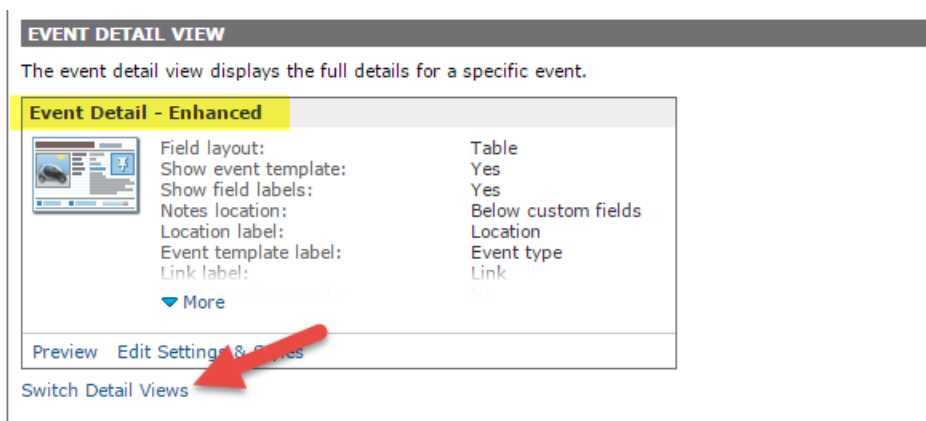 EVENT DETAIL VIEW
The event detail view displays the full details for a specific event.
Event Detail - Enhanced
Field layout: Table
Show event template: Yes
Show field labels: Yes
Notes location: Below custom fields
Location label: Location
Event template label: Event type
Link label: Link
More
Preview Edit Settings & Styles
Switch Detail Views